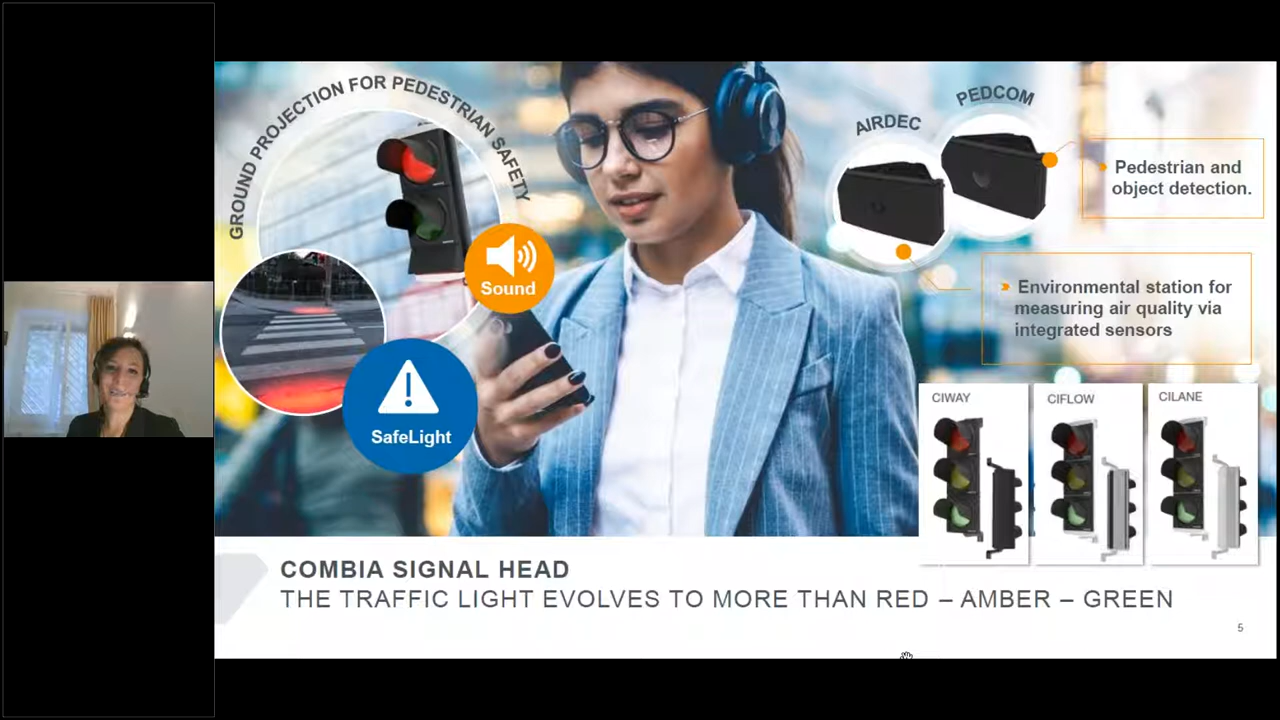 GROUND PROJECTION FOR PEDESTRIAN SAFETY
Sound
SafeLight
AIRDEC
PEDCOM
Pedestrian and
object detection.
Environmental station for
measuring air quality via
integrated sensors
CIWAY
CIFLOW
CILANE
COMBIA SIGNAL HEAD
THE TRAFFIC LIGHT EVOLVES TO MORE THAN RED – AMBER – GREEN
5